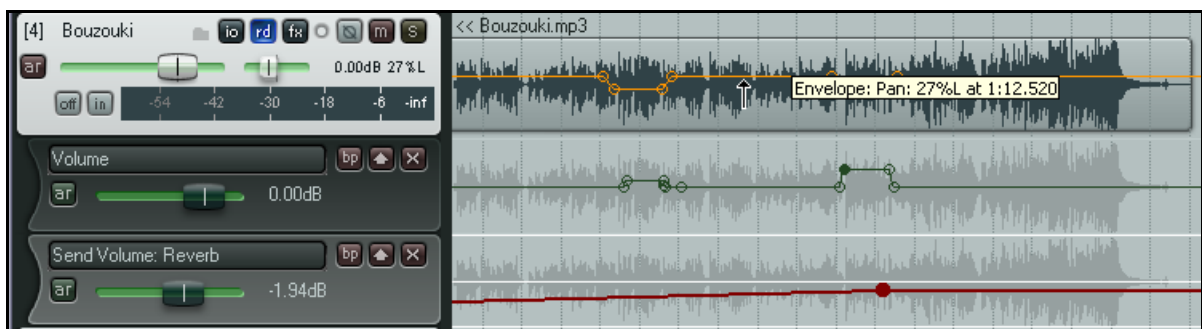 [4] Bouzouki io rd fx m s
<< Bouzouki.mp3
ar 0.00dB 27%L
off in -54 -42 -30 -18 -6 -inf
Envelope: Pan: 27%L at 1:12.520
Volume bp
ar 0.00dB
Send Volume: Reverb bp
ar -1.94dB